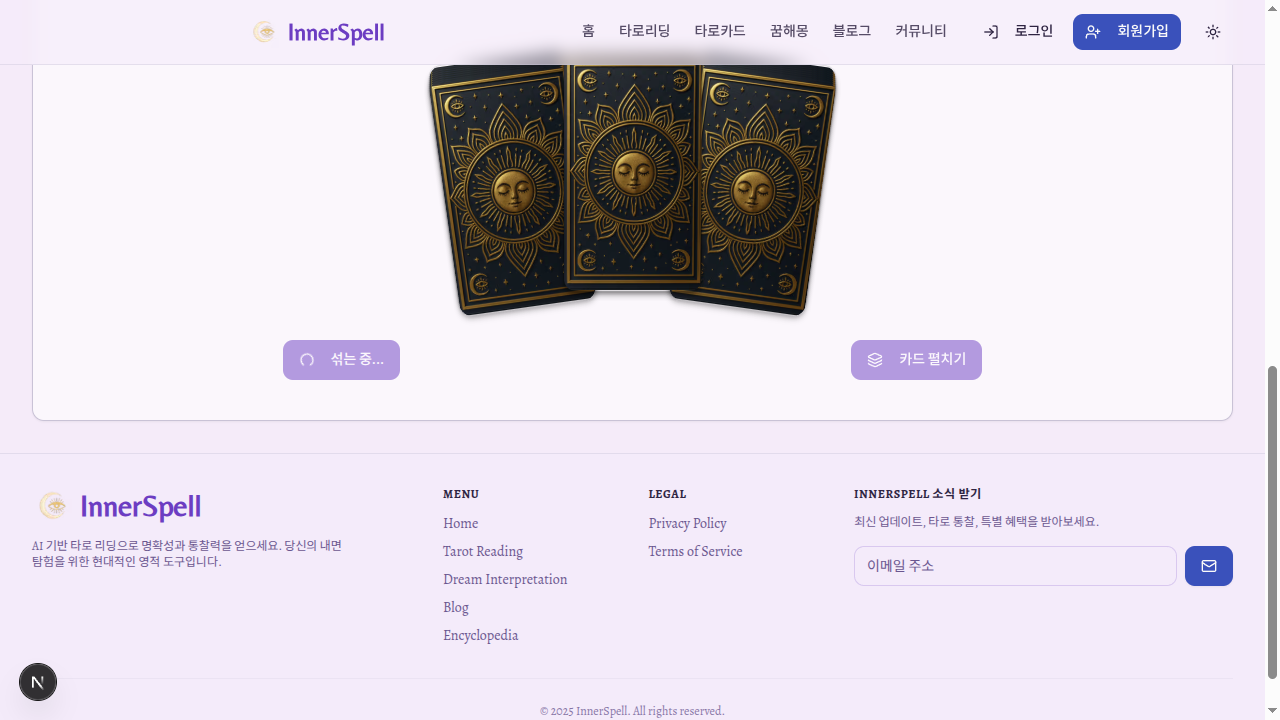 InnerSpell
홈
타로리딩
타로카드
꿈해몽
블로그
커뮤니티
로그인
회원가입
섞는 중...
카드 펼치기
InnerSpell
AI 기반 타로 리딩으로 명확성과 통찰력을 얻으세요. 당신의 내면
탐험을 위한 현대적인 영적 도구입니다.
MENU
Home
Tarot Reading
Dream Interpretation
Blog
Encyclopedia
LEGAL
Privacy Policy
Terms of Service
INNERSPELL 소식 받기
최신 업데이트, 타로 통찰, 특별 혜택을 받아보세요.
이메일 주소
N
© 2025 InnerSpell. All rights reserved.